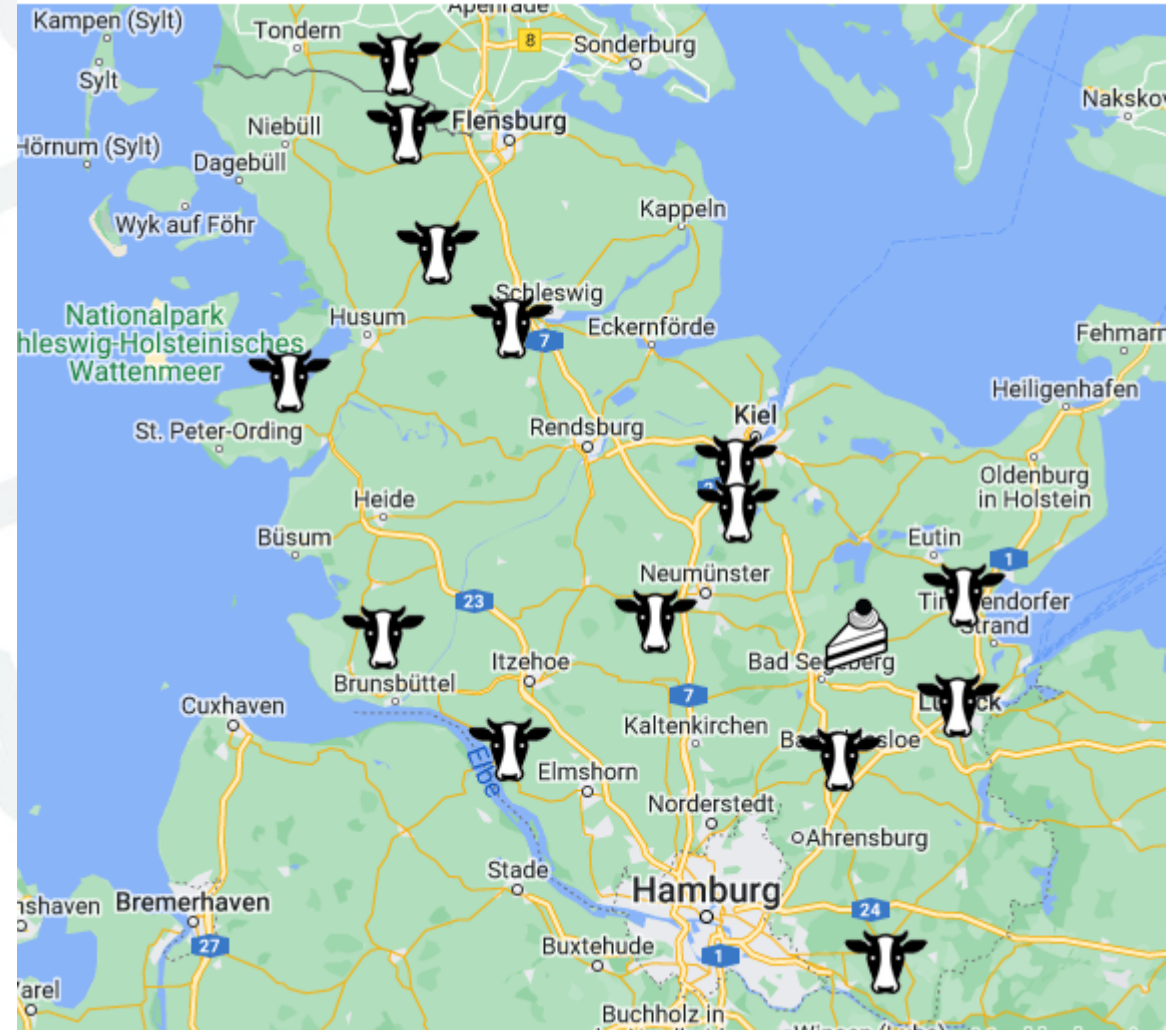 Apenrade
Kampen (Sylt)
Tondern
8
Sonderburg
Sylt
Nakskov
Flensburg
Niebüll
Hörnum (Sylt)
Dagebüll
Kappeln
Wyk auf Föhr
Schleswig
Nationalpark
hleswig-Holsteinisches
Wattenmeer
Husum
Eckernförde
7
Fehmarn
Heiligenhafen
Kiel
St. Peter-Ording
Rendsburg
Oldenburg
in Holstein
Heide
Büsum
Eutin
1
Neumünster
23
Strand
Itzehoe
Bad Segeberg
Brunsbüttel
7
Cuxhaven
Kaltenkirchen
Elbe
Elmshorn
Norderstedt
Ahrensburg
Stade
Hamburg
nshaven
Bremerhaven
24
27
Buxtehude
1
arel
Buchholz in